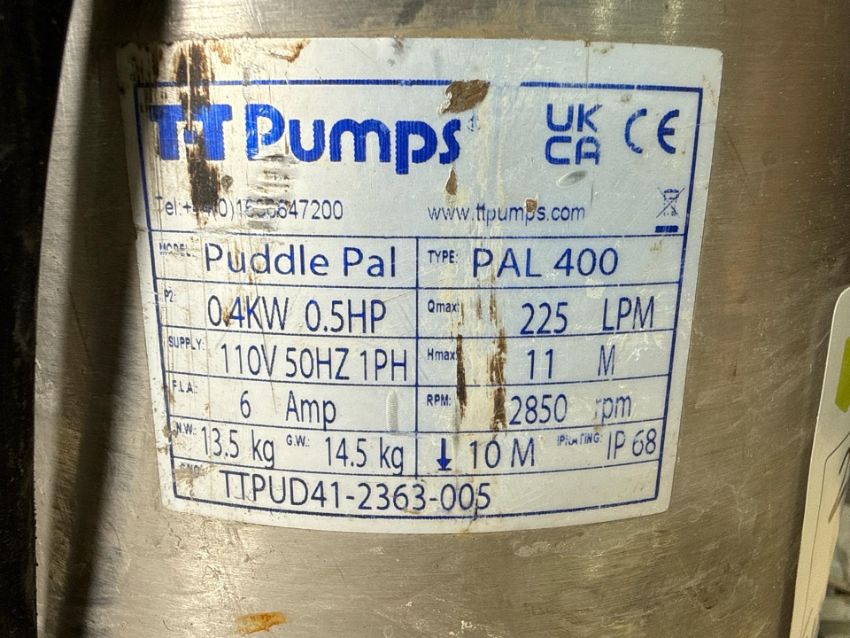 T-T Pumps
UK CA CE
www.ttpumps.com
MODEL: Puddle Pal TYPE: PAL 400
P2: 0.4KW 0.5HP Qmax: 225 LPM
SUPPLY: 110V 50HZ 1PH Hmax: 11 M
F.L.A: 6 Amp RPM: 2850 rpm
N.W.: 13.5 kg G.W.: 14.5 kg ↓ 10 M IP RATING: IP 68
TTPUD41-2363-005